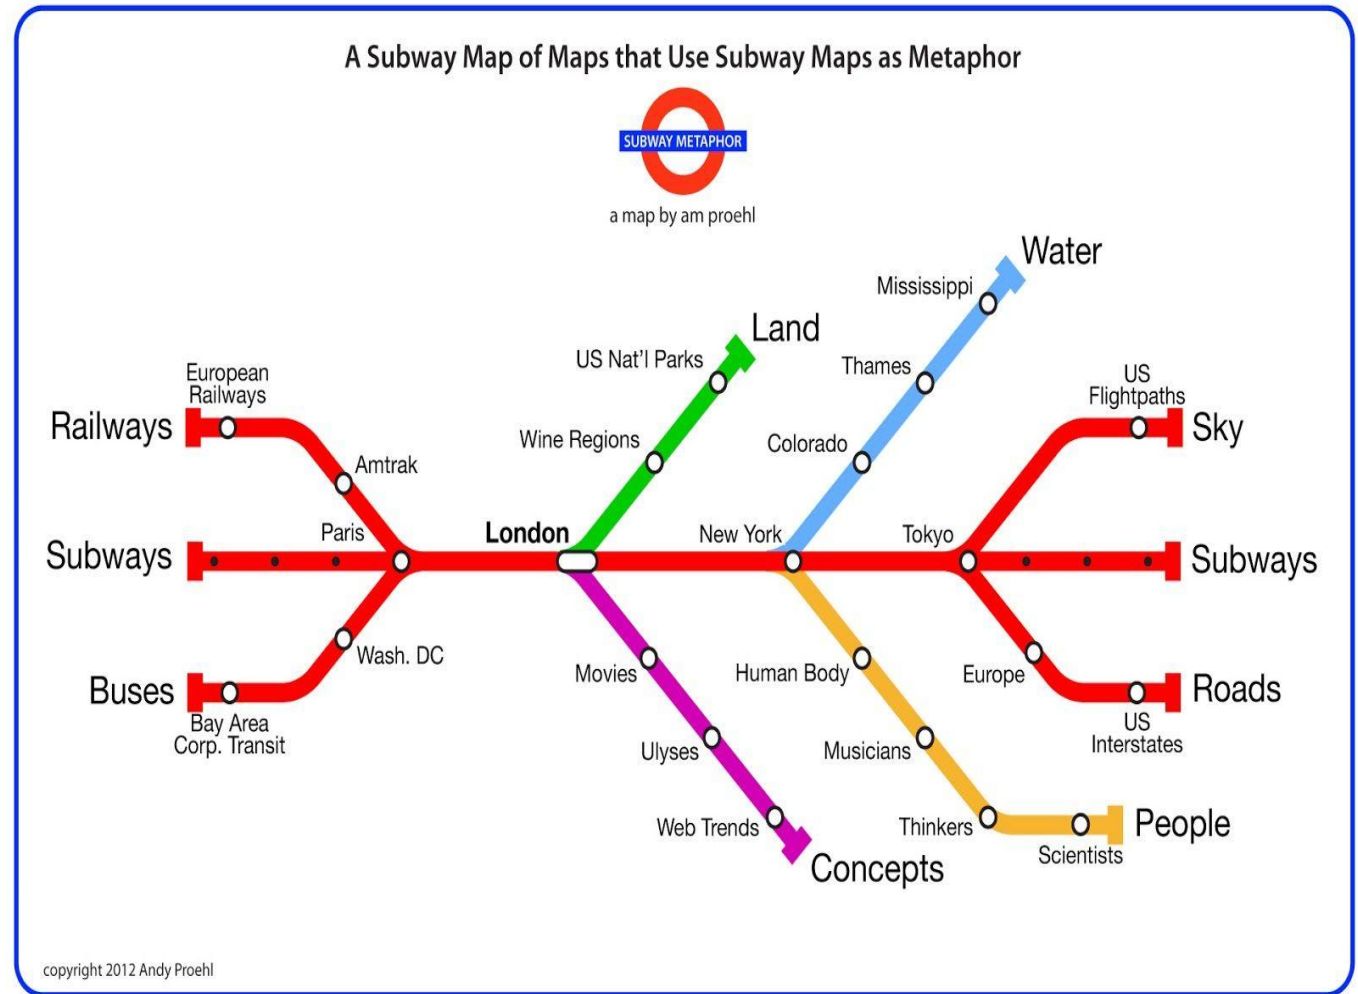 A Subway Map of Maps that Use Subway Maps as Metaphor
SUBWAY METAPHOR
a map by am proehl
Water
Mississippi
Land
US Nat'l Parks
Thames
European
Railways
US
Flightpaths
Railways
Wine Regions
Colorado
Sky
Amtrak
Paris
London
New York
Tokyo
Subways
Subways
Wash. DC
Movies
Human Body
Europe
Buses
Roads
Bay Area
Corp. Transit
US
Interstates
Ulyses
Musicians
Web Trends
Thinkers
People
Scientists
Concepts
copyright 2012 Andy Proehl